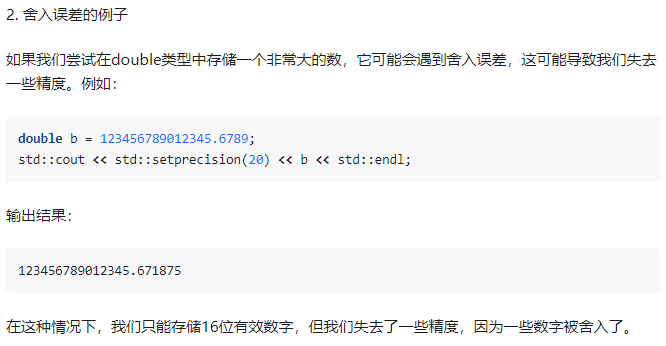 2. 舍入误差的例子
如果我们尝试在double类型中存储一个非常大的数，它可能会遇到舍入误差，这可能导致我们失去
一些精度。例如：
double b = 123456789012345.6789;
std::cout << std::setprecision(20) << b << std::endl;
输出结果：
123456789012345.671875
在这种情况下，我们只能存储16位有效数字，但我们失去了一些精度，因为一些数字被舍入了。